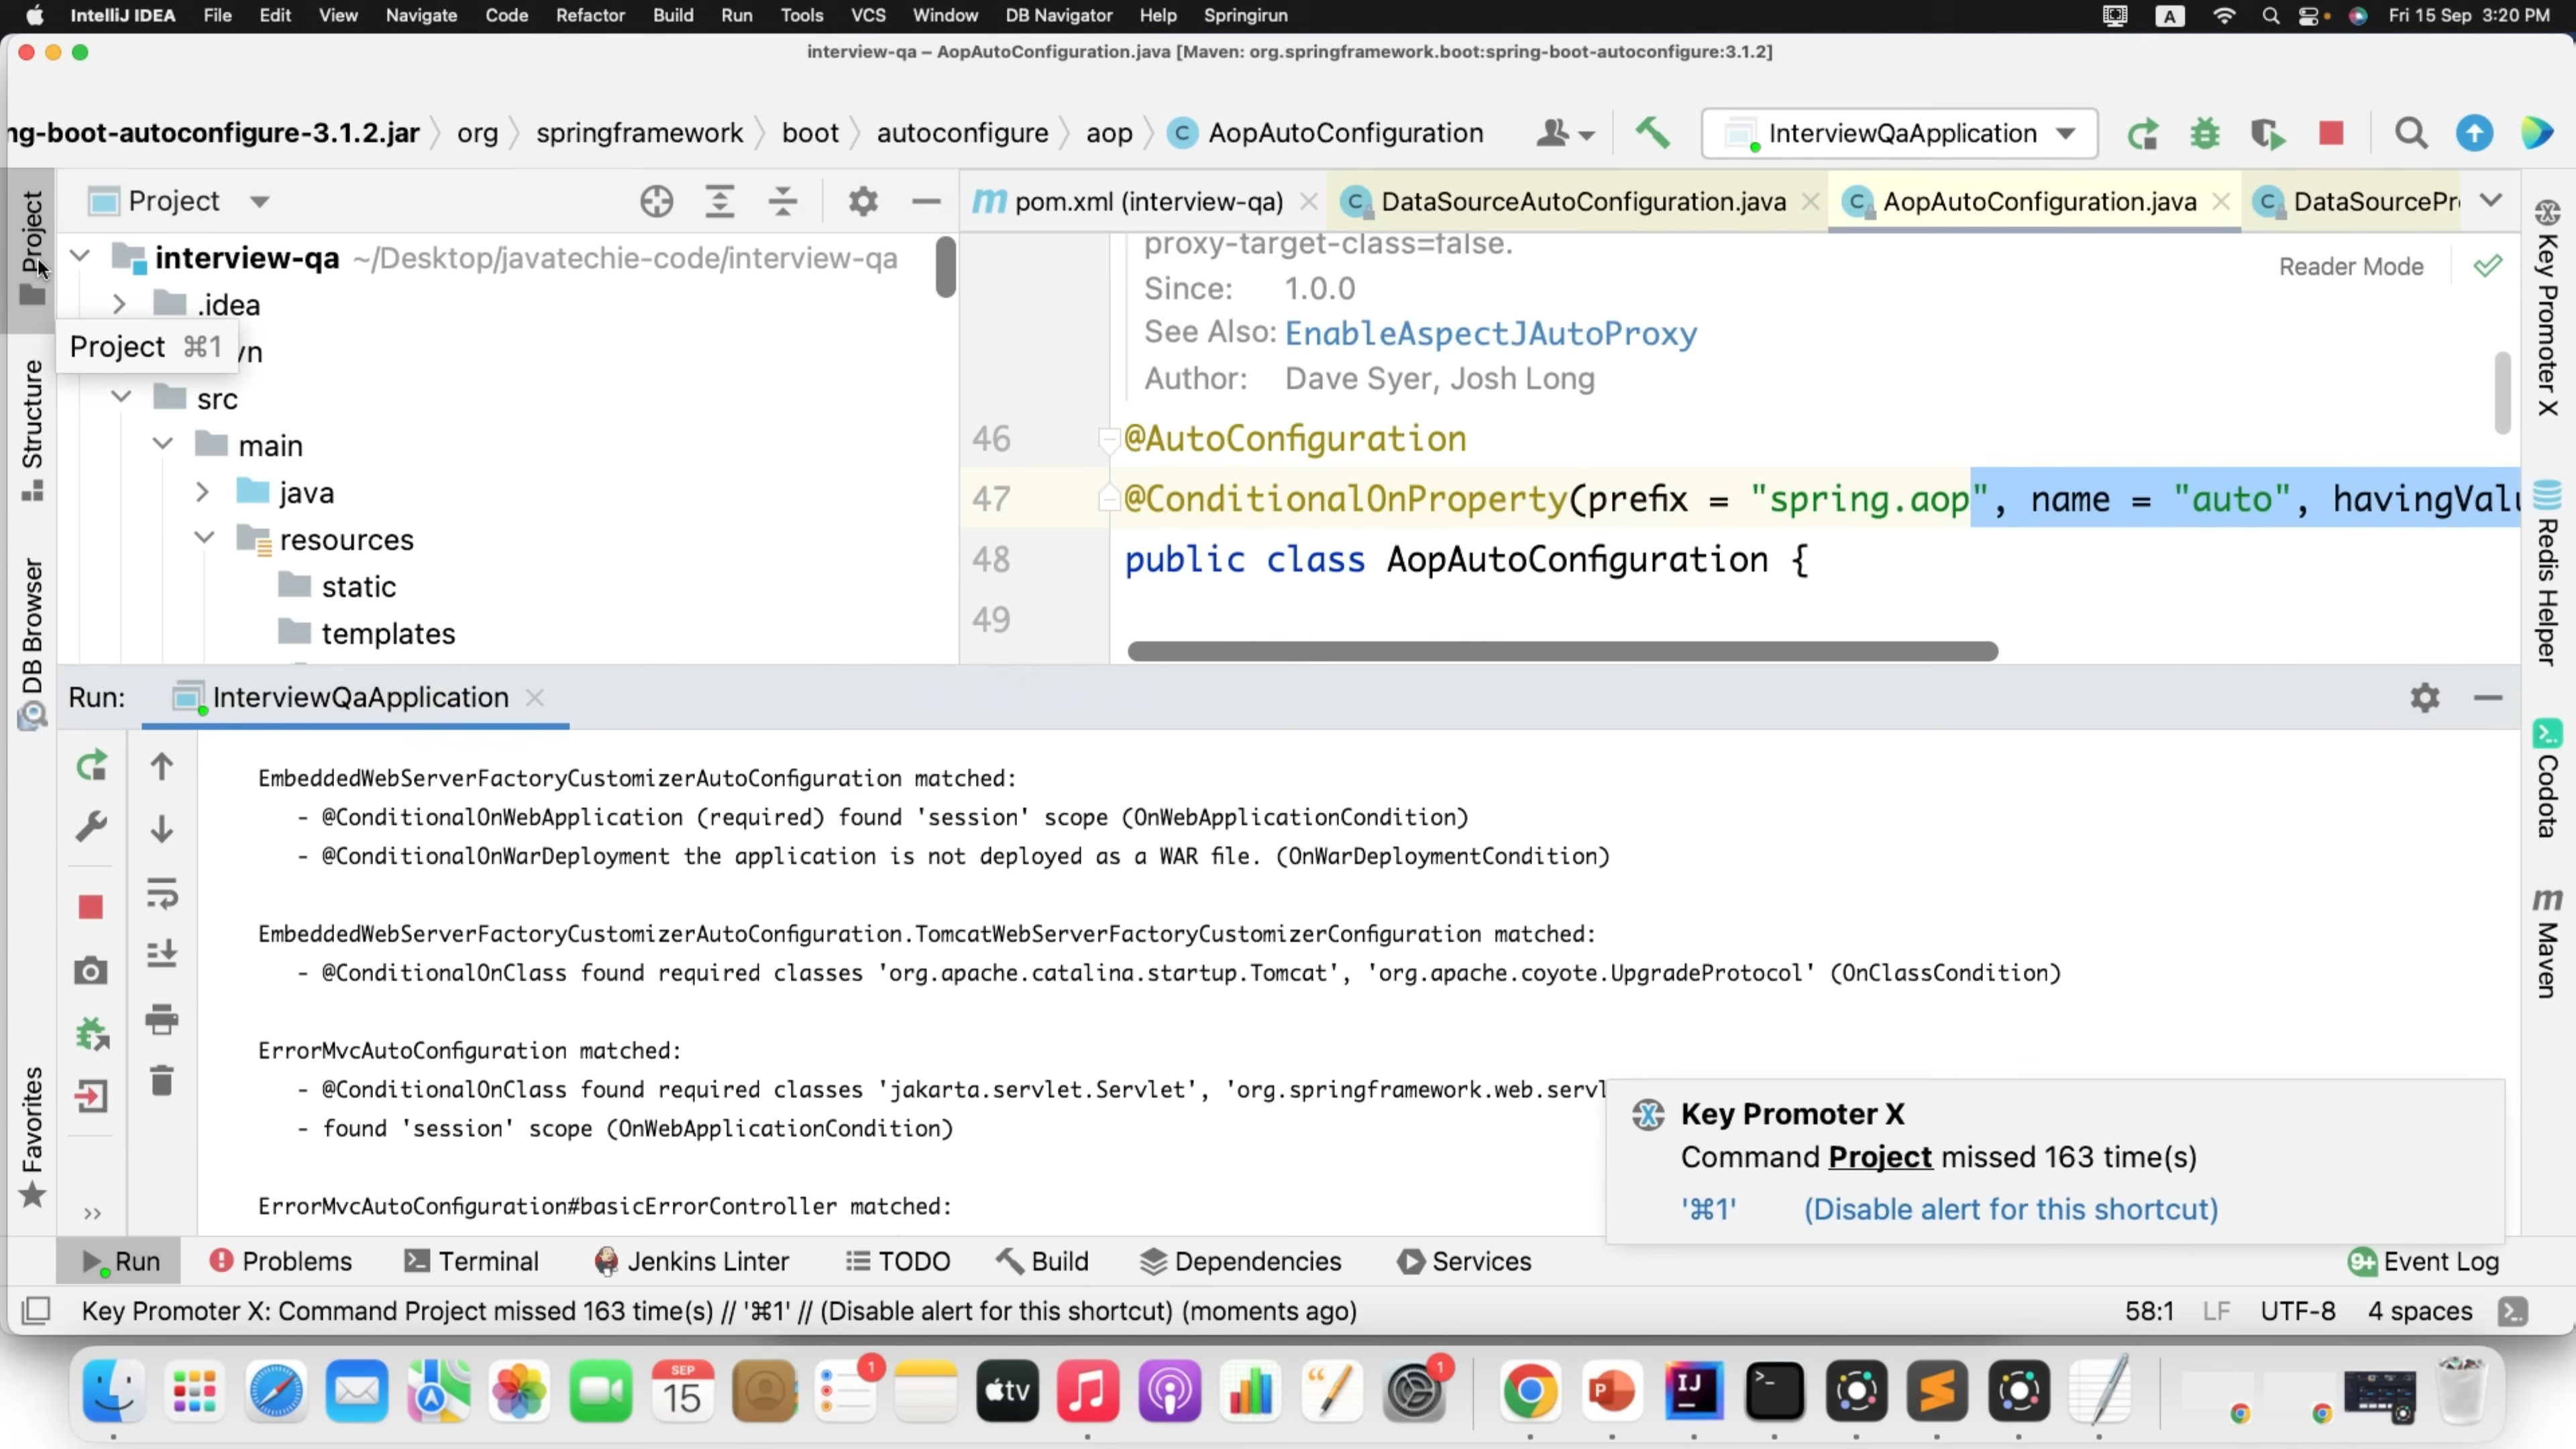 IntelliJ IDEA File Edit View Navigate Code Refactor Build Run Tools VCS Window DB Navigator Help Springirun A Fri 15 Sep 3:20 PM
interview-qa – AopAutoConfiguration.java [Maven: org.springframework.boot:spring-boot-autoconfigure:3.1.2]
ng-boot-autoconfigure-3.1.2.jar org springframework boot autoconfigure aop C AopAutoConfiguration InterviewQaApplication
Project
m pom.xml (interview-qa) C DataSourceAutoConfiguration.java C AopAutoConfiguration.java C DataSourcePr
Project
Structure
DB Browser
Favorites
interview-qa ~/Desktop/javatechie-code/interview-qa
.idea
Project ⌘1 vn
src
main
java
resources
static
templates
proxy-target-class=false.
Reader Mode
Since: 1.0.0
See Also: EnableAspectJAutoProxy
Author: Dave Syer, Josh Long
46 @AutoConfiguration
47 @ConditionalOnProperty(prefix = "spring.aop", name = "auto", havingValu
48 public class AopAutoConfiguration {
49
Key Promoter X
Redis Helper
Codota
m Maven
Run: InterviewQaApplication
EmbeddedWebServerFactoryCustomizerAutoConfiguration matched:
- @ConditionalOnWebApplication (required) found 'session' scope (OnWebApplicationCondition)
- @ConditionalOnWarDeployment the application is not deployed as a WAR file. (OnWarDeploymentCondition)
EmbeddedWebServerFactoryCustomizerAutoConfiguration.TomcatWebServerFactoryCustomizerConfiguration matched:
- @ConditionalOnClass found required classes 'org.apache.catalina.startup.Tomcat', 'org.apache.coyote.UpgradeProtocol' (OnClassCondition)
ErrorMvcAutoConfiguration matched:
- @ConditionalOnClass found required classes 'jakarta.servlet.Servlet', 'org.springframework.web.servl
- found 'session' scope (OnWebApplicationCondition)
ErrorMvcAutoConfiguration#basicErrorController matched:
Key Promoter X
Command Project missed 163 time(s)
'⌘1' (Disable alert for this shortcut)
Run Problems Terminal Jenkins Linter TODO Build Dependencies Services 9+ Event Log
Key Promoter X: Command Project missed 163 time(s) // '⌘1' // (Disable alert for this shortcut) (moments ago) 58:1 LF UTF-8 4 spaces
SEP
15
1
tv
1
P
IJ
>_